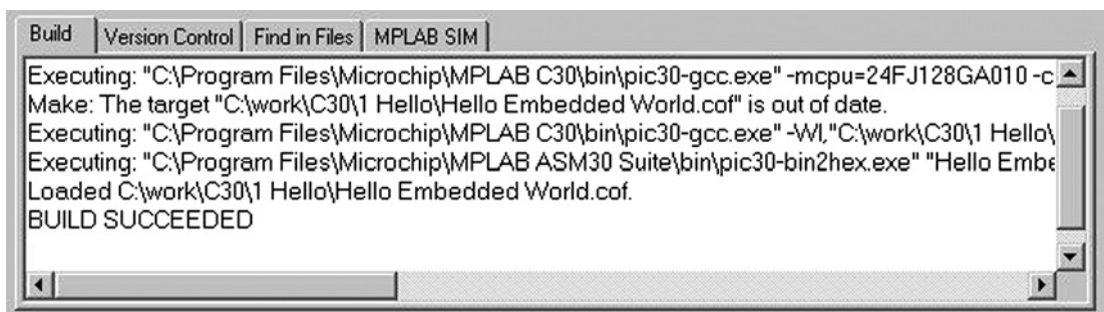 Build Version Control Find in Files MPLAB SIM
Executing: "C:\Program Files\Microchip\MPLAB C30\bin\pic30-gcc.exe" -mcpu=24FJ128GA010 -c
Make: The target "C:\work\C30\1 Hello\Hello Embedded World.cof" is out of date.
Executing: "C:\Program Files\Microchip\MPLAB C30\bin\pic30-gcc.exe" -Wl,"C:\work\C30\1 Hello\
Executing: "C:\Program Files\Microchip\MPLAB ASM30 Suite\bin\pic30-bin2hex.exe" "Hello Embe
Loaded C:\work\C30\1 Hello\Hello Embedded World.cof.
BUILD SUCCEEDED